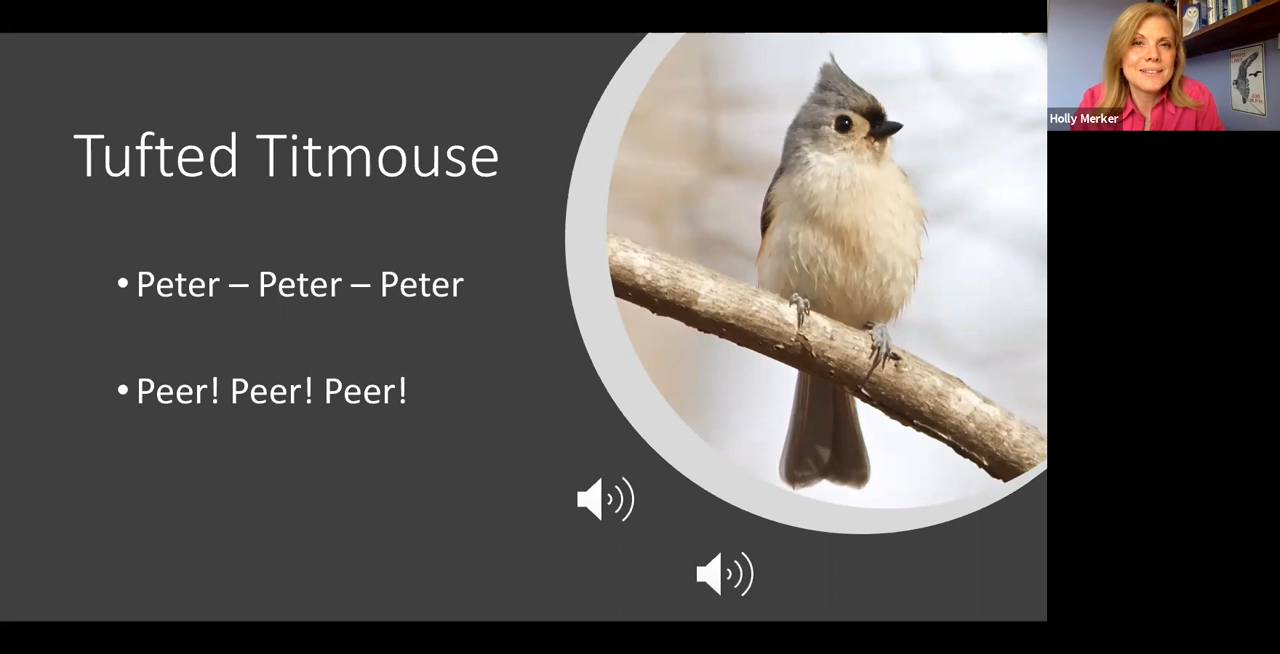 Tufted Titmouse
• Peter – Peter – Peter
• Peer! Peer! Peer!
Holly Merker